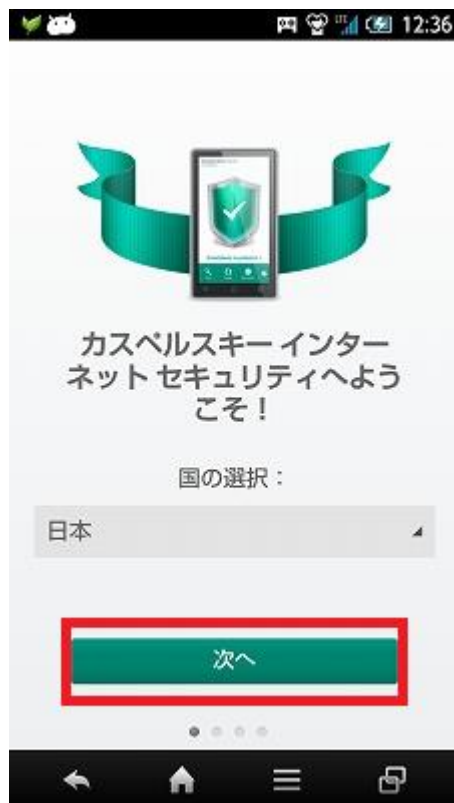 LTE 12:36
カスペルスキー インター
ネット セキュリティへよう
こそ！
国の選択：
日本
次へ